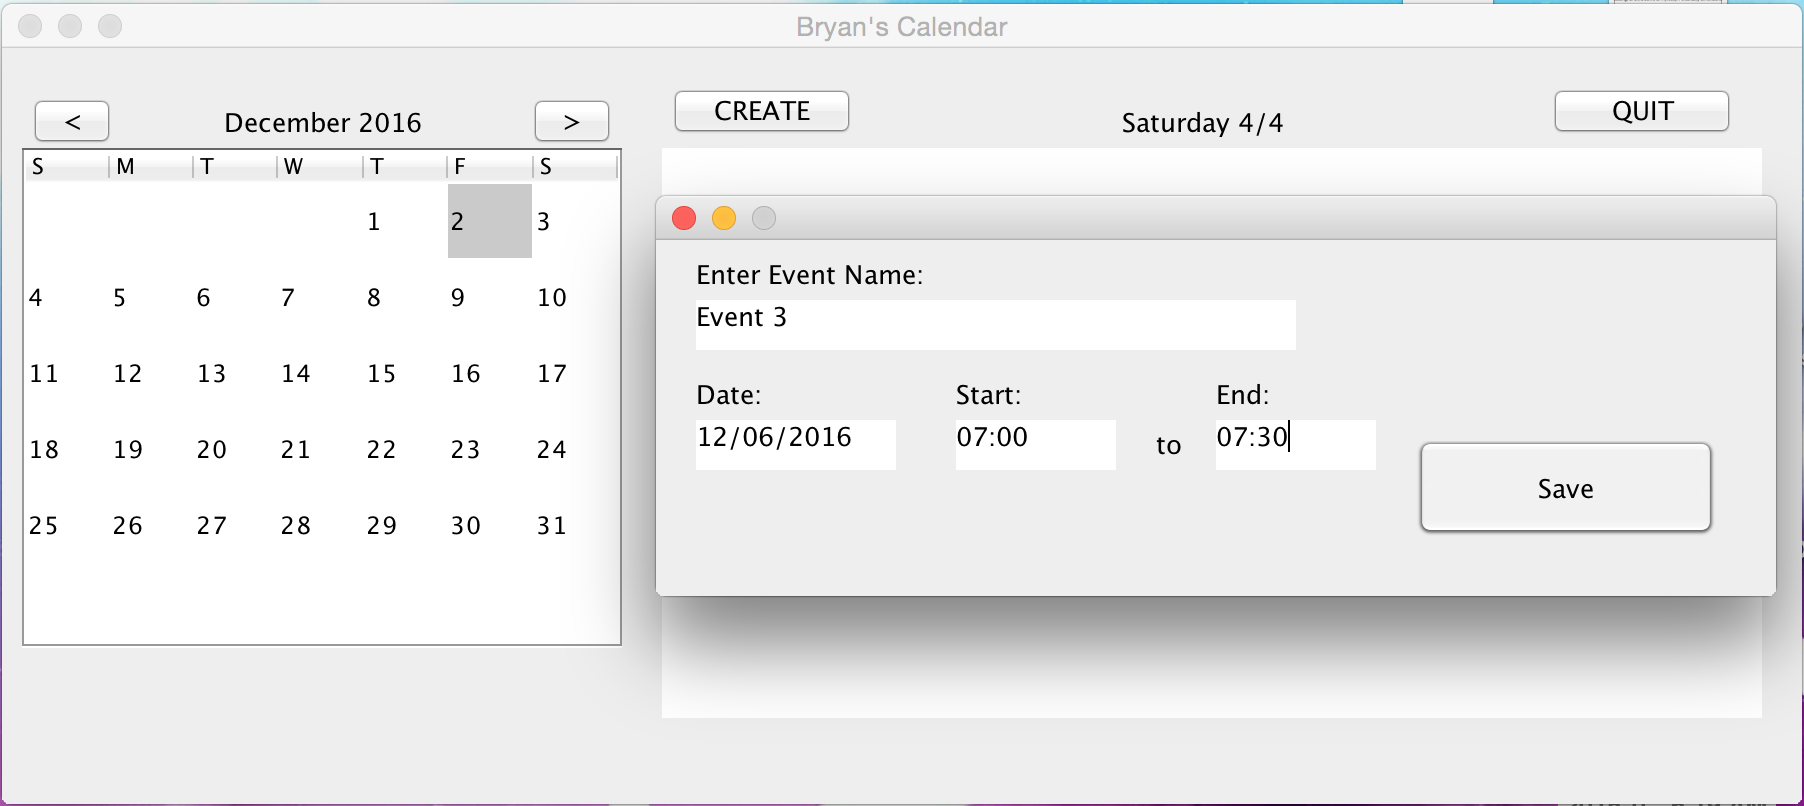 Bryan's Calendar
< December 2016 >
CREATE Saturday 4/4 QUIT
S M T W T F S
1 2 3
4 5 6 7 8 9 10
11 12 13 14 15 16 17
18 19 20 21 22 23 24
25 26 27 28 29 30 31
Enter Event Name:
Event 3
Date: Start: End:
12/06/2016 07:00 to 07:30
Save